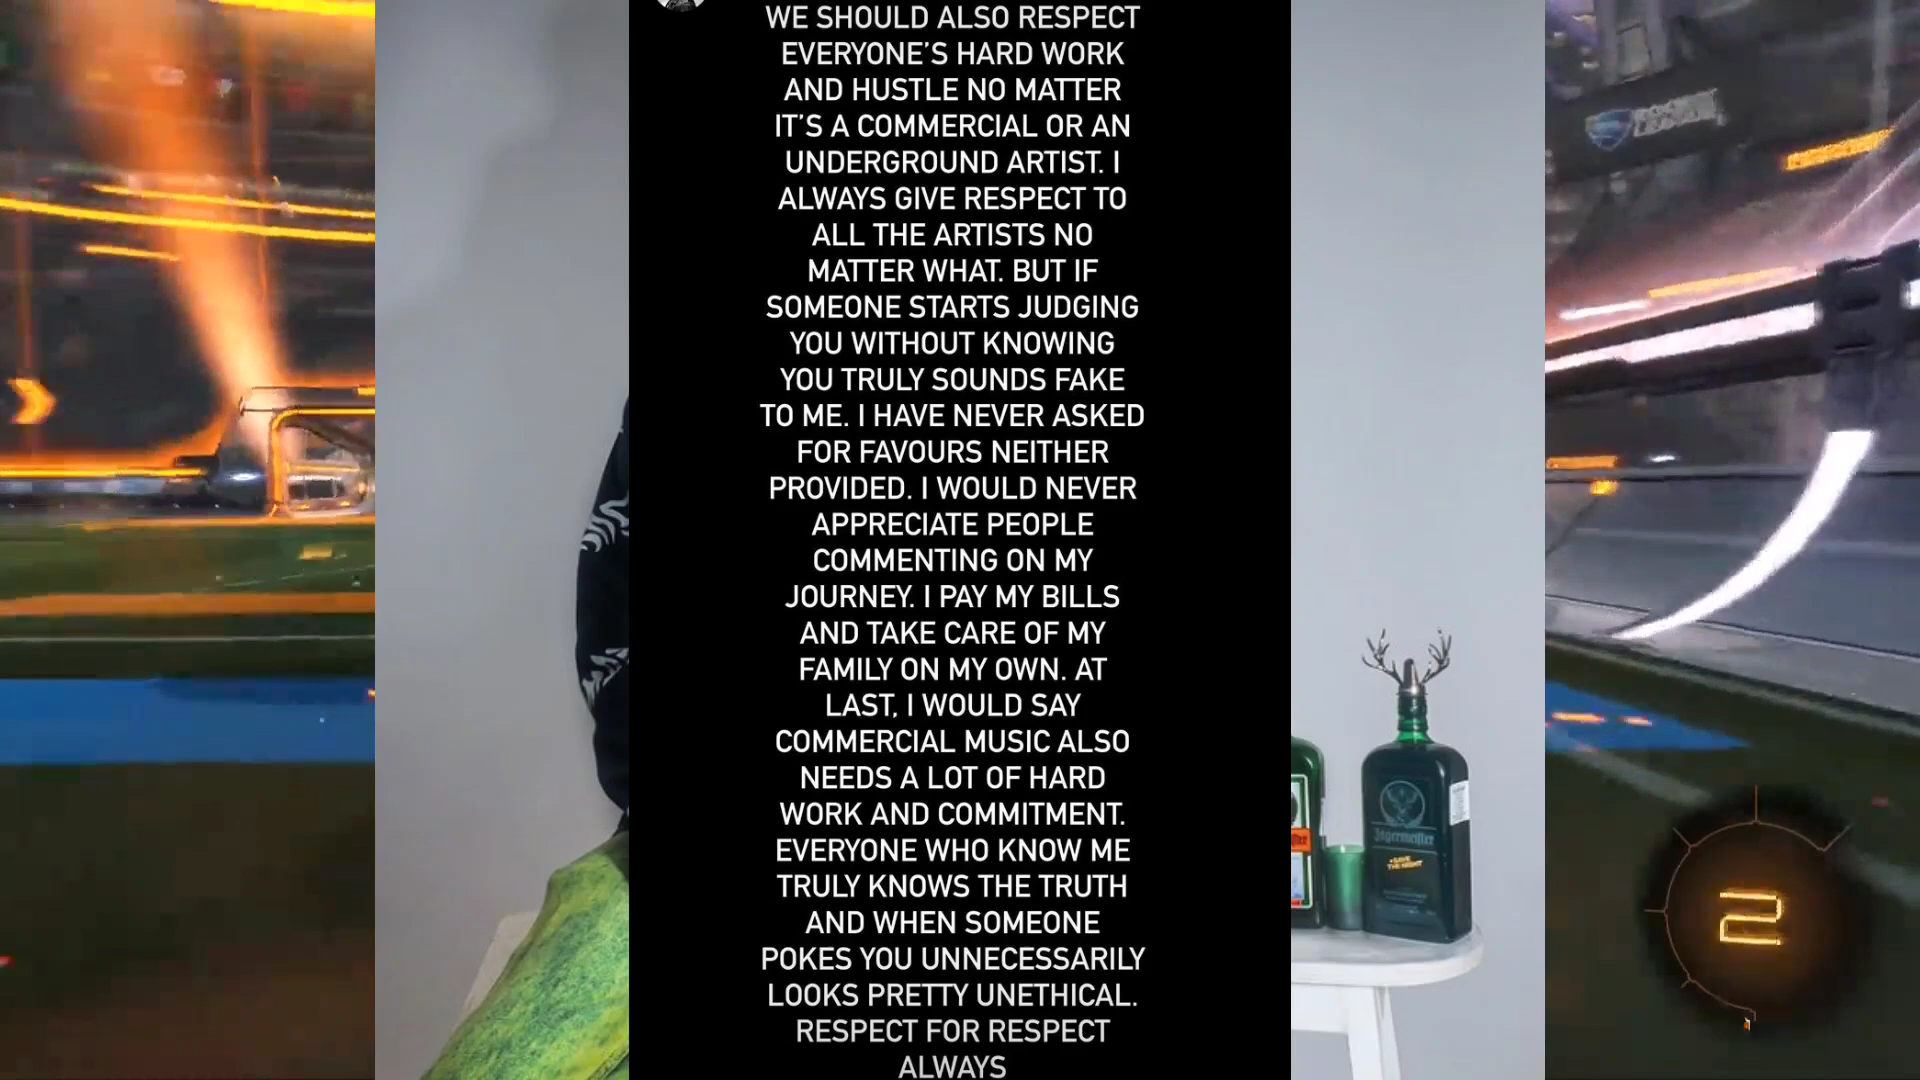 WE SHOULD ALSO RESPECT
EVERYONE'S HARD WORK
AND HUSTLE NO MATTER
IT'S A COMMERCIAL OR AN
UNDERGROUND ARTIST. I
ALWAYS GIVE RESPECT TO
ALL THE ARTISTS NO
MATTER WHAT. BUT IF
SOMEONE STARTS JUDGING
YOU WITHOUT KNOWING
YOU TRULY SOUNDS FAKE
TO ME. I HAVE NEVER ASKED
FOR FAVOURS NEITHER
PROVIDED. I WOULD NEVER
APPRECIATE PEOPLE
COMMENTING ON MY
JOURNEY. I PAY MY BILLS
AND TAKE CARE OF MY
FAMILY ON MY OWN. AT
LAST, I WOULD SAY
COMMERCIAL MUSIC ALSO
NEEDS A LOT OF HARD
WORK AND COMMITMENT.
EVERYONE WHO KNOW ME
TRULY KNOWS THE TRUTH
AND WHEN SOMEONE
POKES YOU UNNECESSARILY
LOOKS PRETTY UNETHICAL.
RESPECT FOR RESPECT
ALWAYS
Jägermeister
#SAVE
THE NIGHT
2